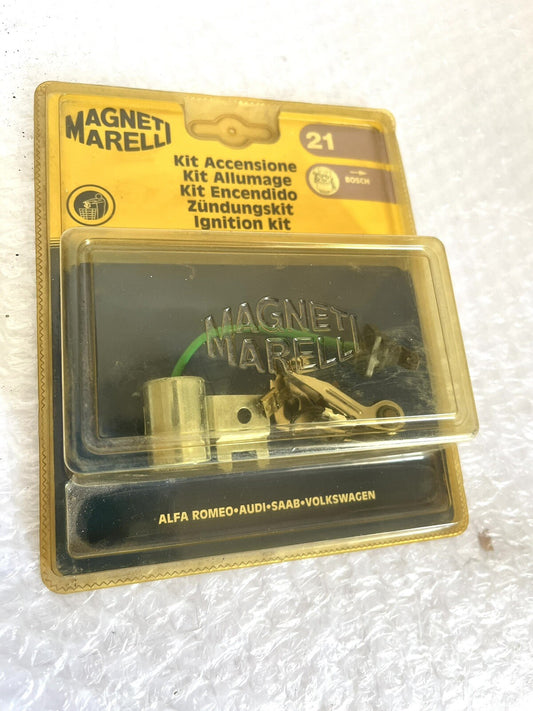 MAGNETI
MARELLI
21
BOSCH
Kit Accensione
Kit Allumage
Kit Encendido
Zündungskit
Ignition kit
MAGNETI
MARELLI
ALFA ROMEO•AUDI•SAAB•VOLKSWAGEN